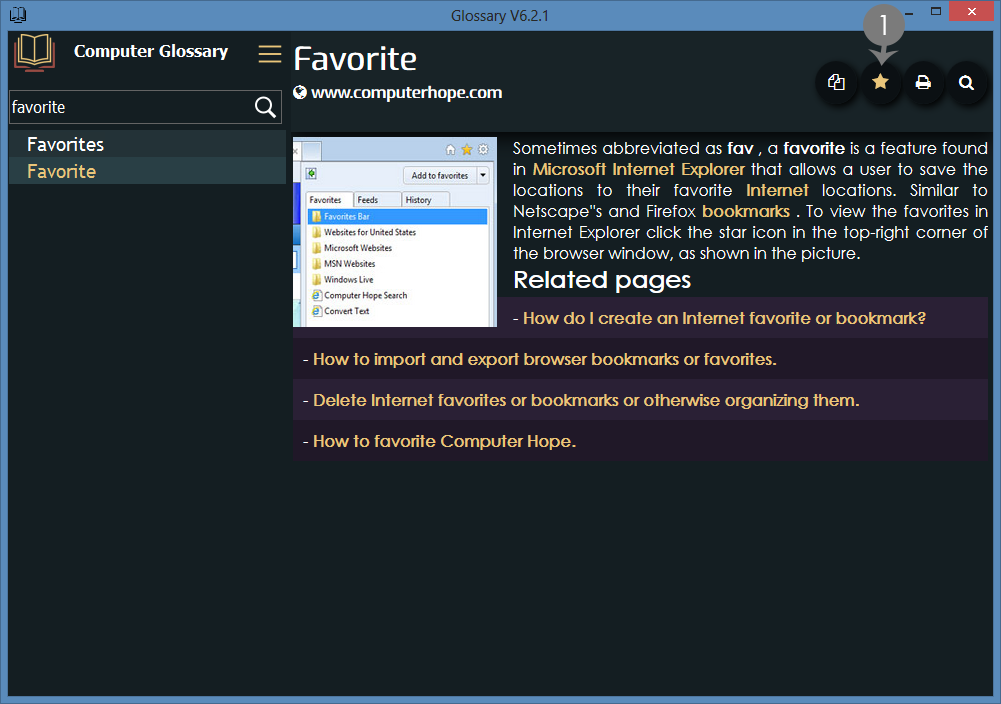 Glossary V6.2.1
1
Computer Glossary
favorite
Favorites
Favorite
Favorite
www.computerhope.com
Add to favorites
Favorites
Feeds
History
Favorites Bar
Websites for United States
Microsoft Websites
MSN Websites
Windows Live
Computer Hope Search
Convert Text
Sometimes abbreviated as fav , a favorite is a feature found
in Microsoft Internet Explorer that allows a user to save the
locations to their favorite Internet locations. Similar to
Netscape"s and Firefox bookmarks . To view the favorites in
Internet Explorer click the star icon in the top-right corner of
the browser window, as shown in the picture.
Related pages
- How do I create an Internet favorite or bookmark?
- How to import and export browser bookmarks or favorites.
- Delete Internet favorites or bookmarks or otherwise organizing them.
- How to favorite Computer Hope.